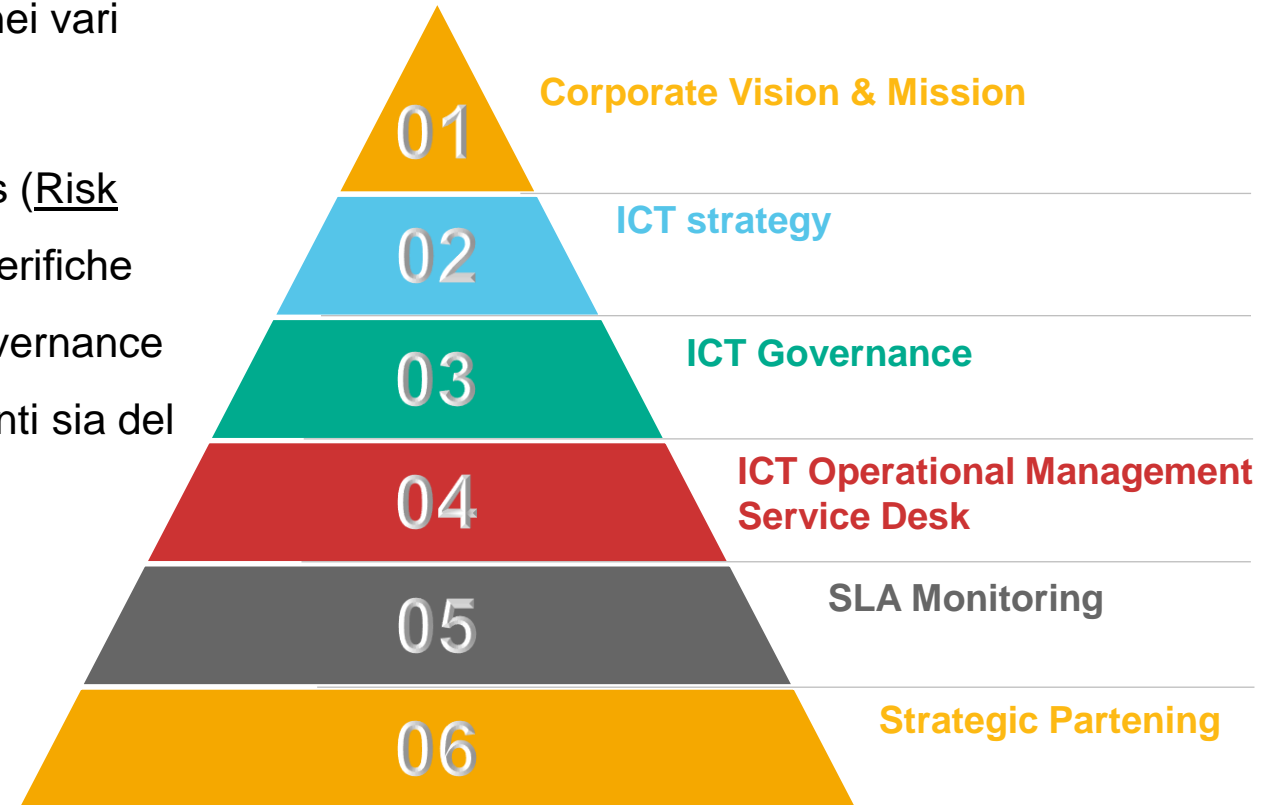 nei vari
s (Risk
erifiche
vernance
nti sia del
01
Corporate Vision & Mission
02
ICT strategy
03
ICT Governance
04
ICT Operational Management
Service Desk
05
SLA Monitoring
06
Strategic Partening